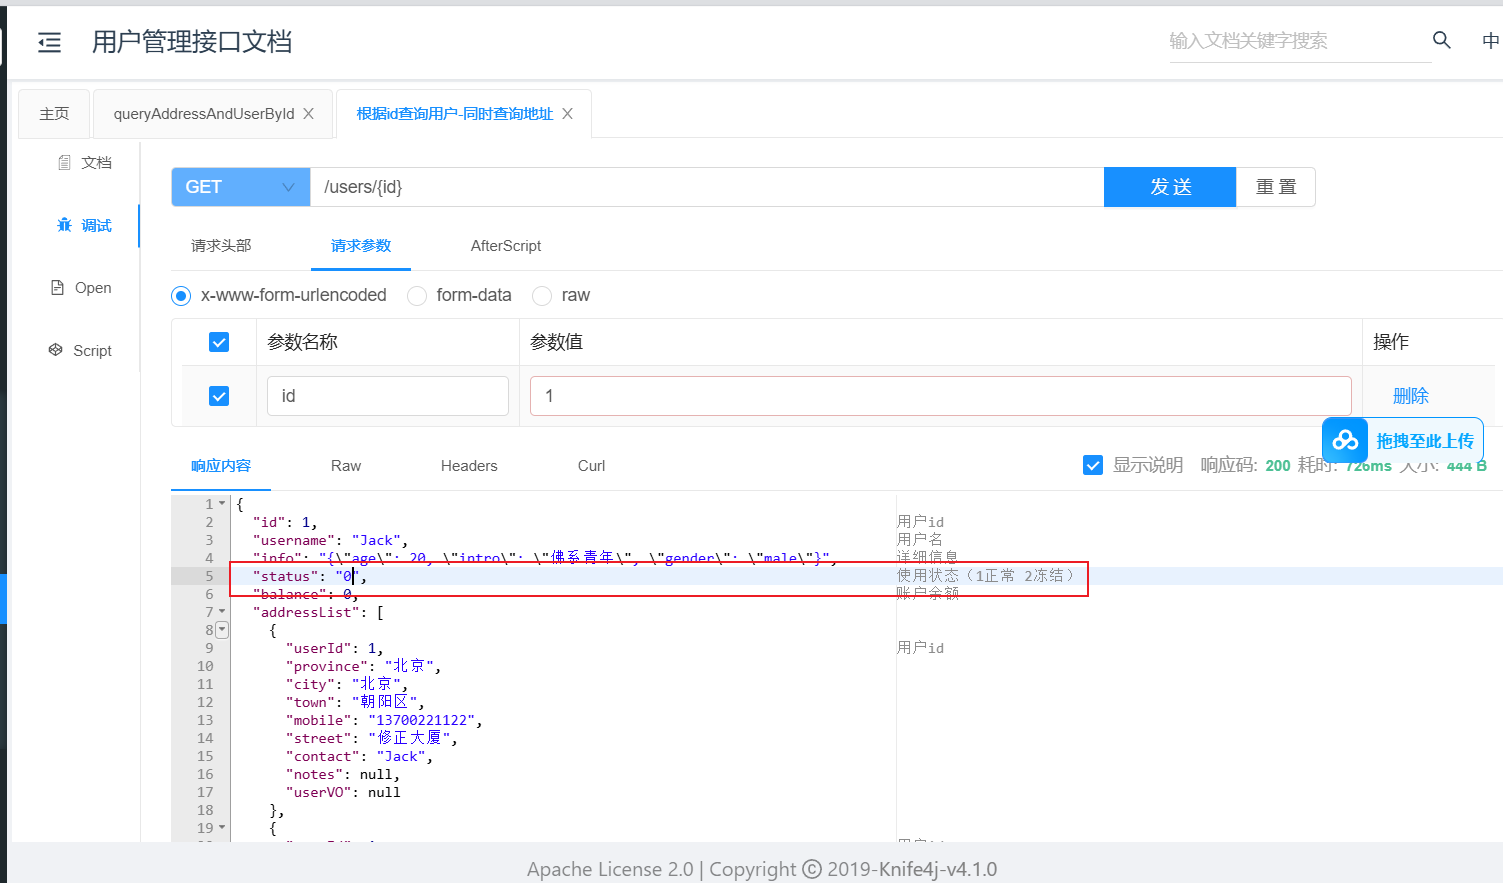 用户管理接口文档
输入文档关键字搜索
中
主页
queryAddressAndUserById
根据id查询用户-同时查询地址
文档
调试
Open
Script
GET
/users/{id}
发 送
重 置
请求头部
请求参数
AfterScript
x-www-form-urlencoded
form-data
raw
参数名称
参数值
操作
id
1
删除
拖拽至此上传
响应内容
Raw
Headers
Curl
显示说明
响应码: 200
耗时: 726ms
大小: 444 B
1 {
2 "id": 1, 用户id
3 "username": "Jack", 用户名
4 "info": "{\"age\": 20, \"intro\": \"佛系青年\", \"gender\": \"male\"}", 详细信息
5 "status": "0", 使用状态（1正常 2冻结）
6 "balance": 0, 账户余额
7 "addressList": [
8 {
9 "userId": 1, 用户id
10 "province": "北京",
11 "city": "北京",
12 "town": "朝阳区",
13 "mobile": "13700221122",
14 "street": "修正大厦",
15 "contact": "Jack",
16 "notes": null,
17 "userVO": null
18 },
19 {
Apache License 2.0 | Copyright ⓒ 2019-Knife4j-v4.1.0